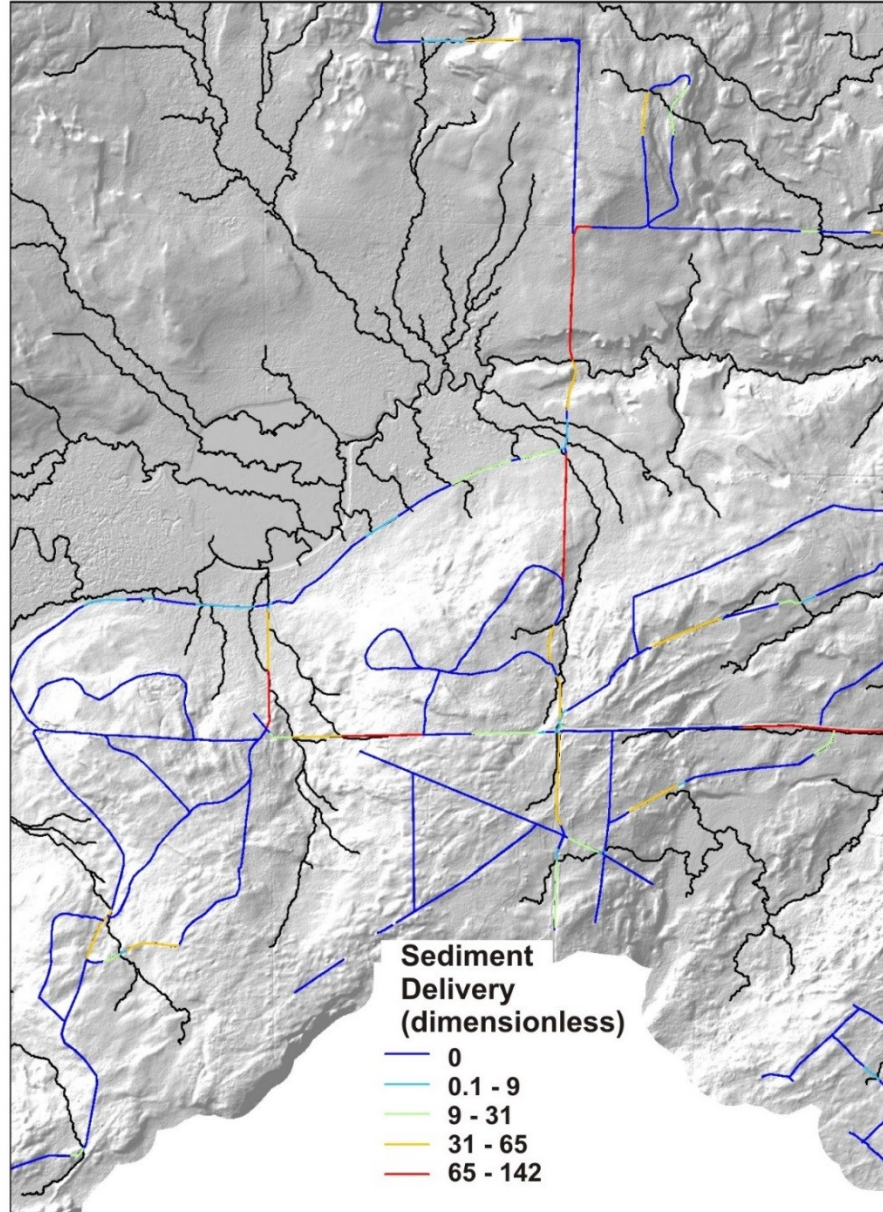 Sediment
Delivery
(dimensionless)
0
0.1 - 9
9 - 31
31 - 65
65 - 142